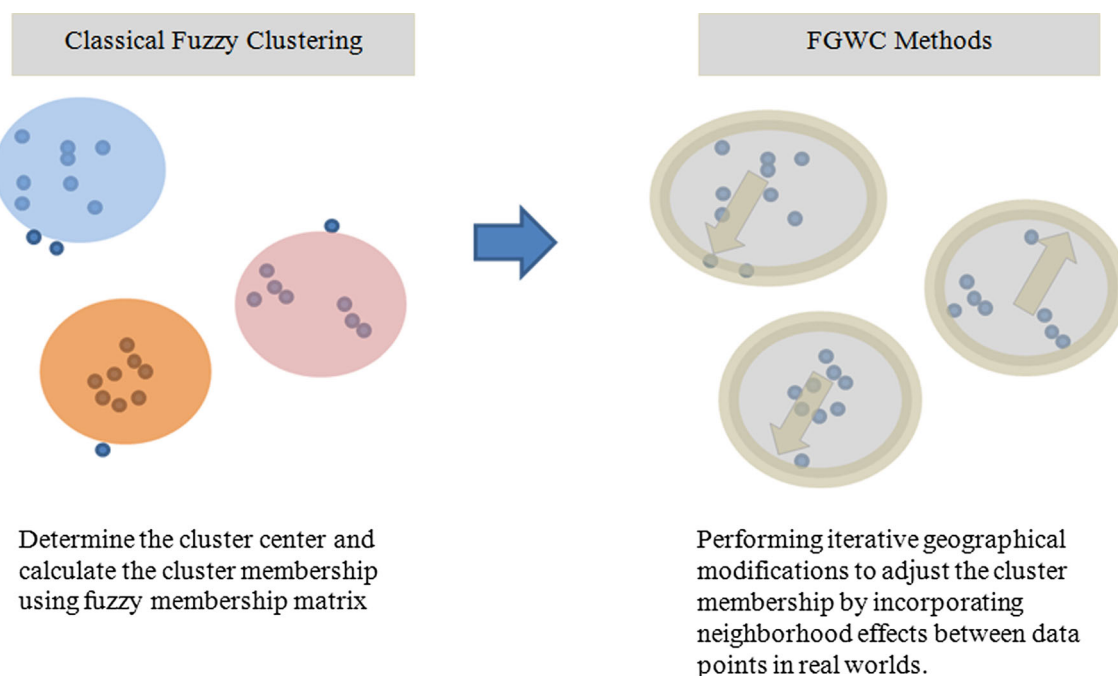 Classical Fuzzy Clustering
FGWC Methods
Determine the cluster center and
calculate the cluster membership
using fuzzy membership matrix
Performing iterative geographical
modifications to adjust the cluster
membership by incorporating
neighborhood effects between data
points in real worlds.